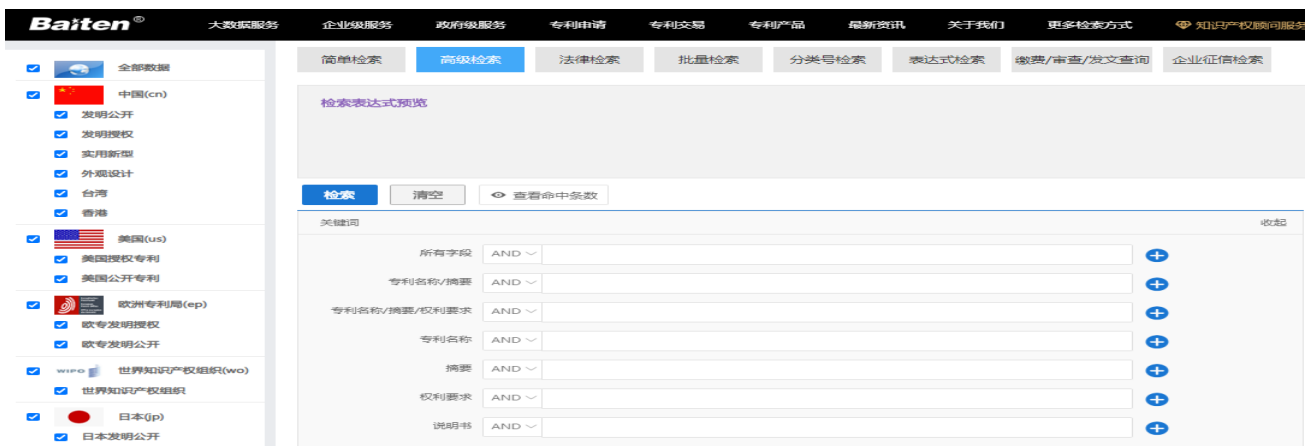 Baiten® 大数据服务 企业级服务 政府级服务 专利申请 专利交易 专利产品 最新资讯 关于我们 更多检索方式 知识产权顾问服务
简单检索 高级检索 法律检索 批量检索 分类号检索 表达式检索 缴费/审查/发文查询 企业征信检索
全部数据
中国(cn)
发明公开
发明授权
实用新型
外观设计
台湾
香港
美国(us)
美国授权专利
美国公开专利
欧洲专利局(ep)
欧专发明授权
欧专发明公开
WIPO 世界知识产权组织(wo)
世界知识产权组织
日本(jp)
日本发明公开
检索表达式预览
检索 清空 查看命中条数
关键词 收起
所有字段 AND
专利名称/摘要 AND
专利名称/摘要/权利要求 AND
专利名称 AND
摘要 AND
权利要求 AND
说明书 AND